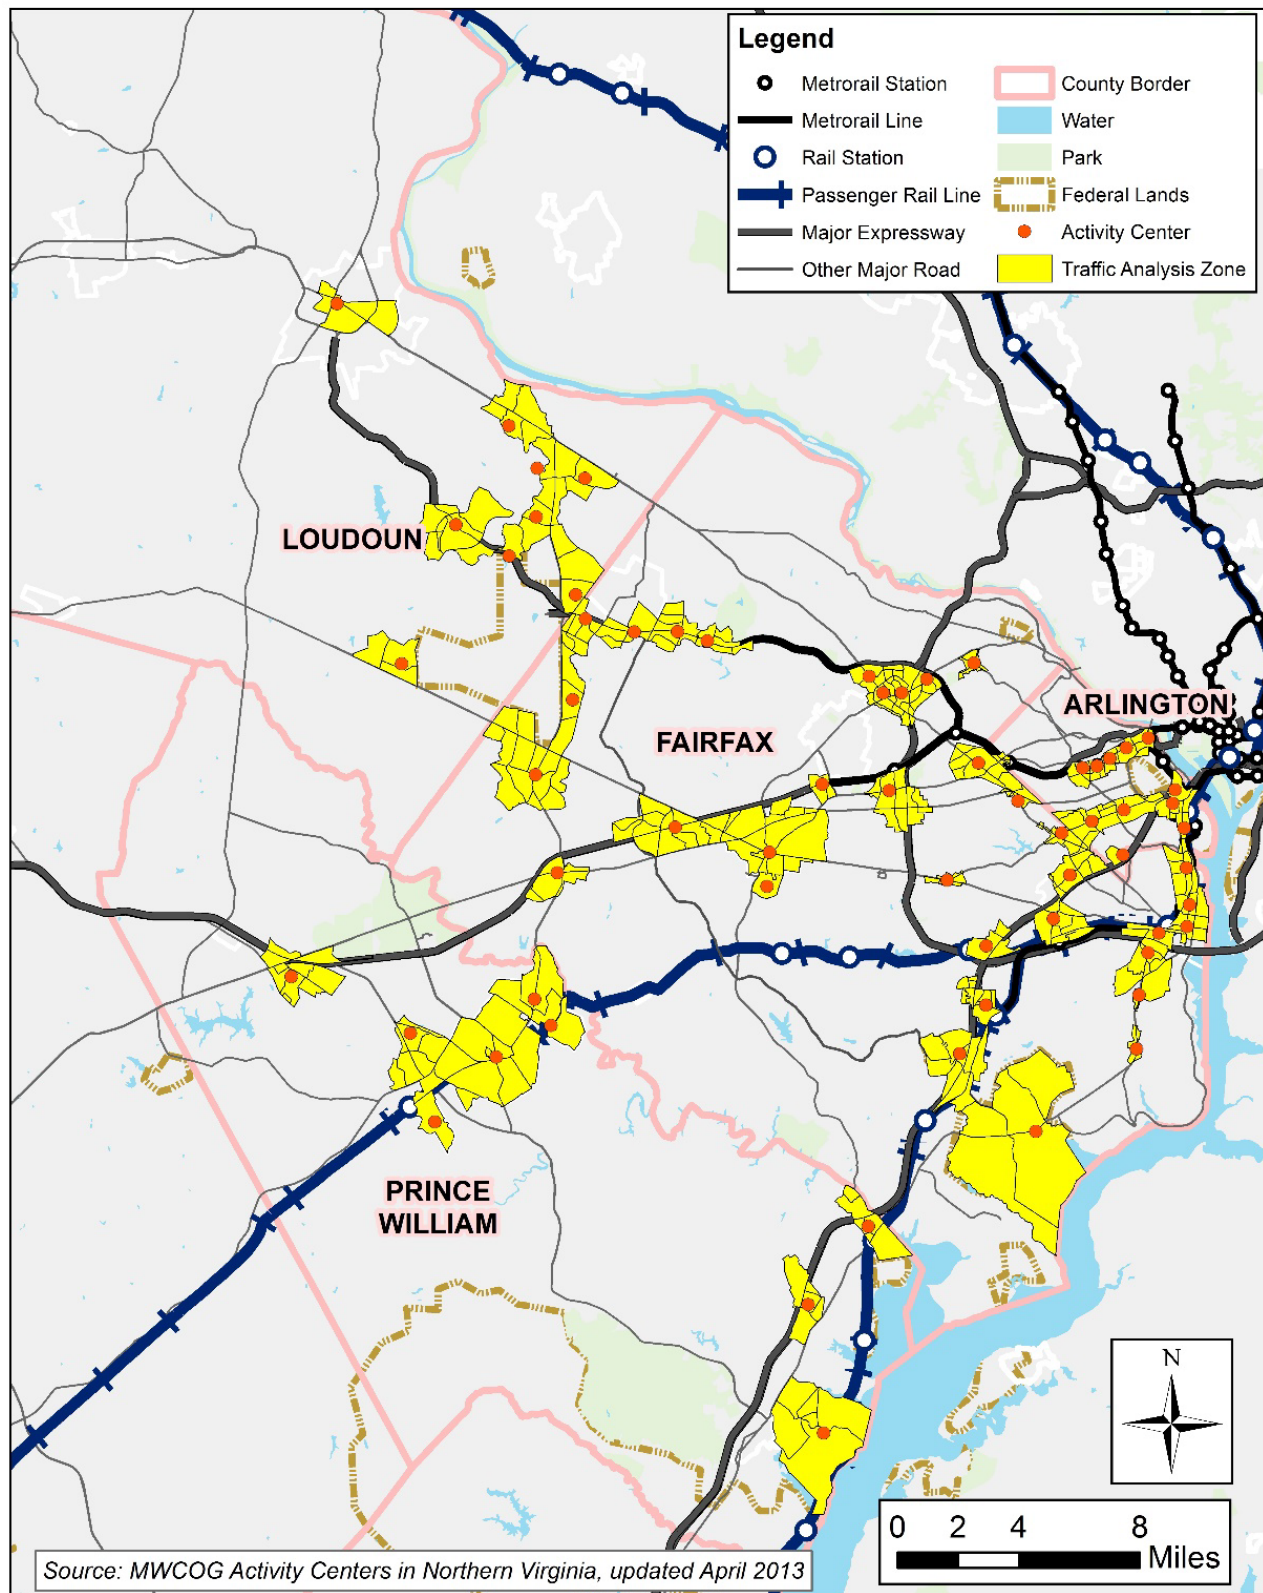 Legend
Metrorail Station
County Border
Metrorail Line
Water
Rail Station
Park
Passenger Rail Line
Federal Lands
Major Expressway
Activity Center
Other Major Road
Traffic Analysis Zone
LOUDOUN
ARLINGTON
FAIRFAX
PRINCE
WILLIAM
N
0 2 4 8
Miles
Source: MWCOG Activity Centers in Northern Virginia, updated April 2013